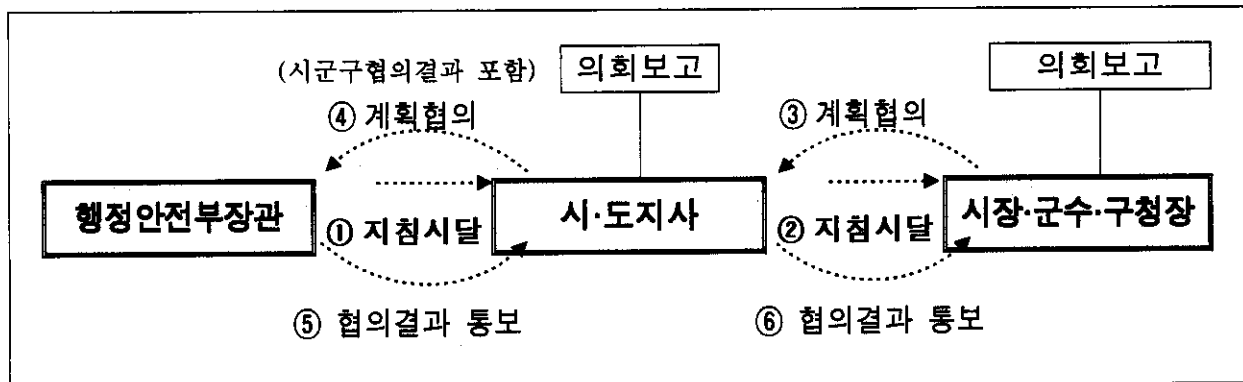 (시군구협의결과 포함) 의회보고 의회보고
④ 계획협의 ③ 계획협의
행정안전부장관 시·도지사 시장·군수·구청장
① 지침시달 ② 지침시달
⑤ 협의결과 통보 ⑥ 협의결과 통보